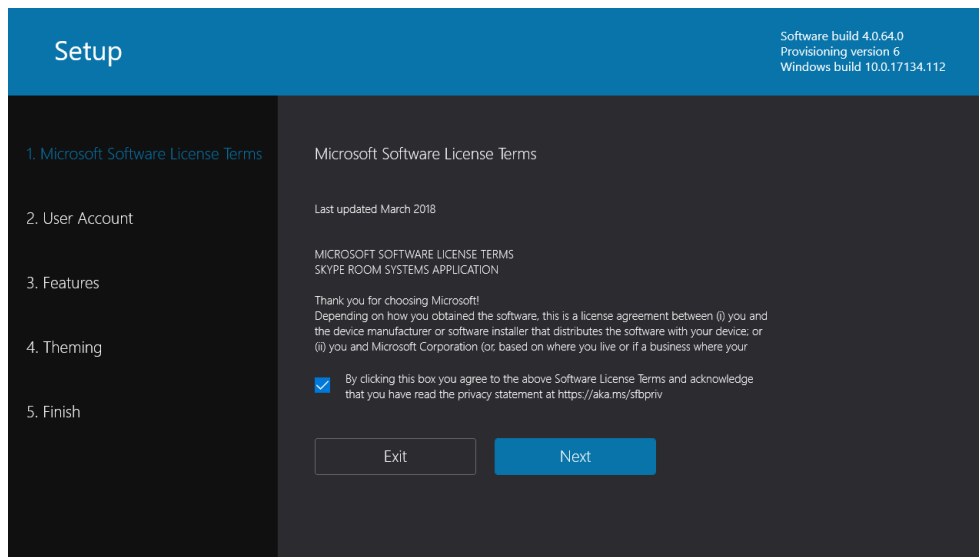 Setup
Software build 4.0.64.0
Provisioning version 6
Windows build 10.0.17134.112
1. Microsoft Software License Terms
2. User Account
3. Features
4. Theming
5. Finish
Microsoft Software License Terms
Last updated March 2018
MICROSOFT SOFTWARE LICENSE TERMS
SKYPE ROOM SYSTEMS APPLICATION
Thank you for choosing Microsoft!
Depending on how you obtained the software, this is a license agreement between (i) you and
the device manufacturer or software installer that distributes the software with your device; or
(ii) you and Microsoft Corporation (or, based on where you live or if a business where your
By clicking this box you agree to the above Software License Terms and acknowledge
that you have read the privacy statement at https://aka.ms/sfbpriv
Exit
Next